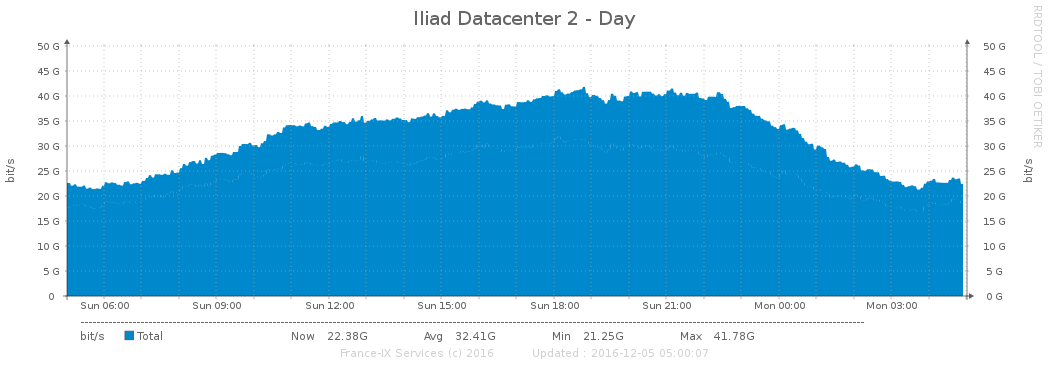 Iliad Datacenter 2 - Day
RRDTOOL / TOBI OETIKER
50 G 50 G
45 G 45 G
40 G 40 G
35 G 35 G
30 G 30 G
25 G 25 G
20 G 20 G
15 G 15 G
10 G 10 G
5 G 5 G
0 0 G
bit/s
bit/s
Sun 06:00 Sun 09:00 Sun 12:00 Sun 15:00 Sun 18:00 Sun 21:00 Mon 00:00 Mon 03:00
bit/s Total Now 22.38G Avg 32.41G Min 21.25G Max 41.78G
France-IX Services (c) 2016 Updated : 2016-12-05 05:00:07